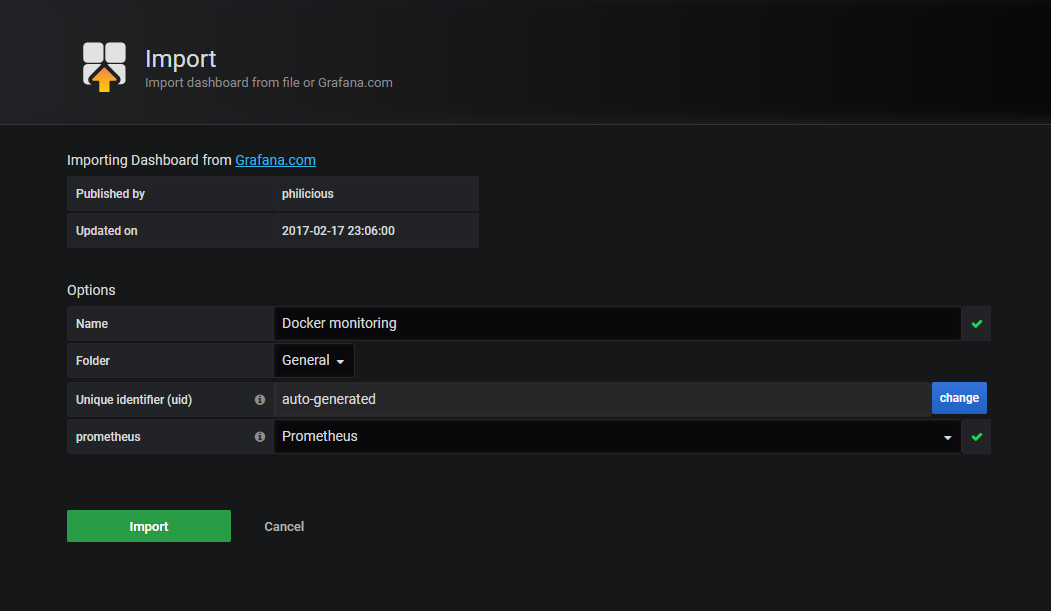 Import
Import dashboard from file or Grafana.com
Importing Dashboard from Grafana.com
Published by philicious
Updated on 2017-02-17 23:06:00
Options
Name Docker monitoring
Folder General
Unique identifier (uid) auto-generated change
prometheus Prometheus
Import Cancel